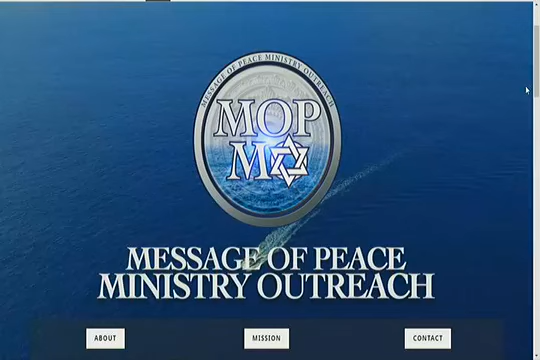 MESSAGE OF PEACE MINISTRY OUTREACH
MOP
M
MESSAGE OF PEACE
MINISTRY OUTREACH
ABOUT
MISSION
CONTACT